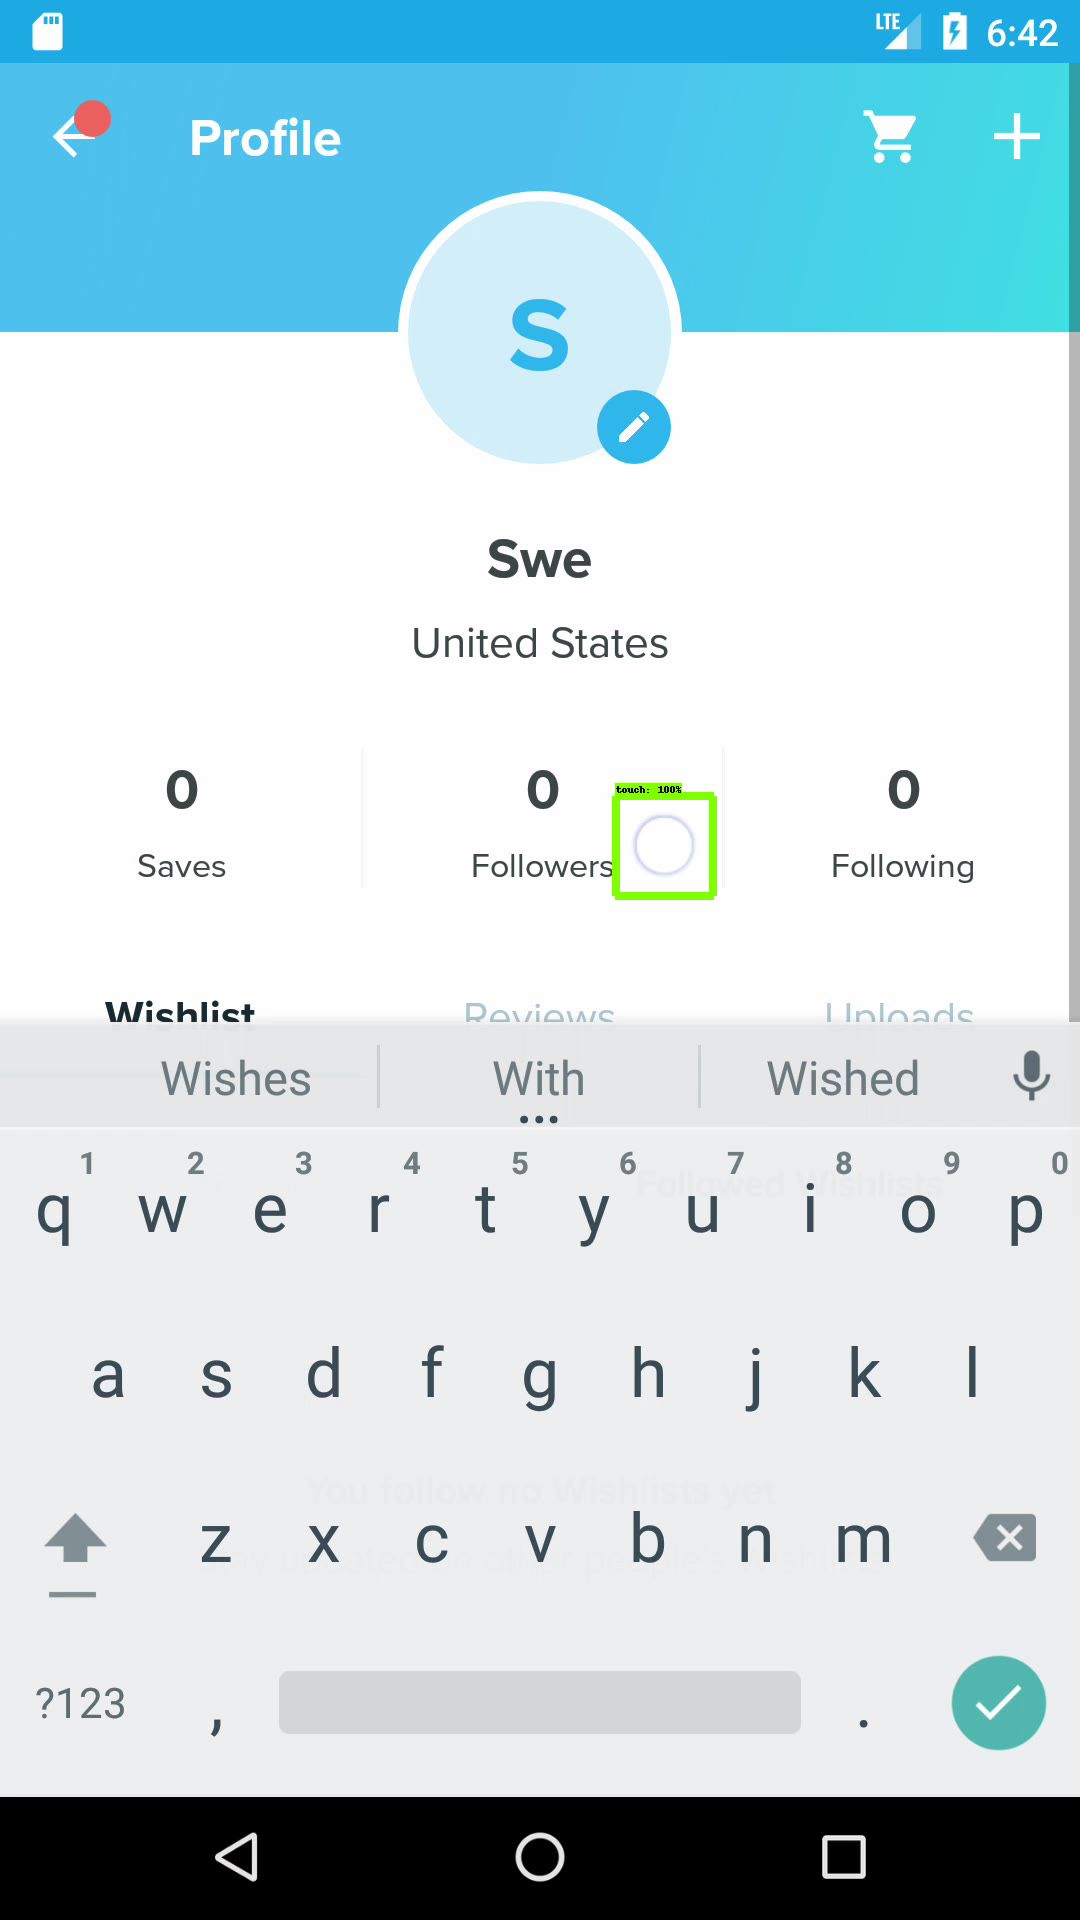 LTE 6:42
Profile
S
Swe
United States
0 0 0
touch: 100%
Saves Followers Following
Wishlist Reviews Uploads
Wishes With Wished
...
1 2 3 4 5 6 7 8 9 0
Followed Wishlists
q w e r t y u i o p
a s d f g h j k l
You follow no Wishlists yet
z x c v b n m
?123 , .